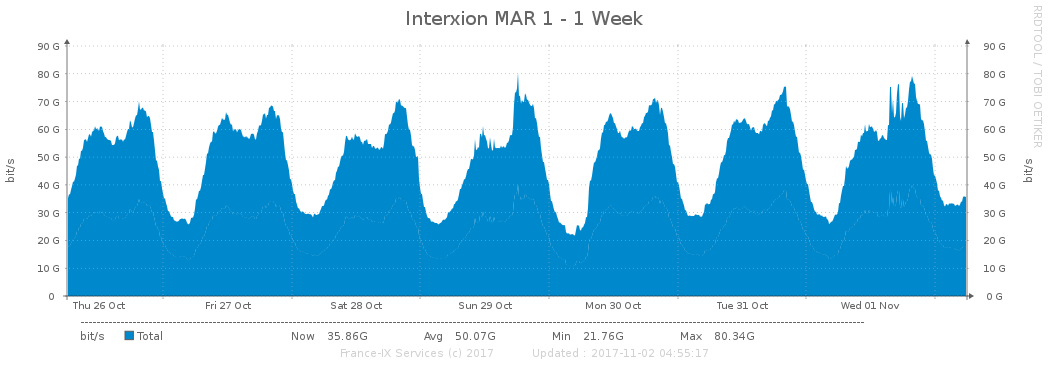 Interxion MAR 1 - 1 Week
RRDTOOL / TOBI OETIKER
90 G 90 G
80 G 80 G
70 G 70 G
60 G 60 G
50 G 50 G
40 G 40 G
30 G 30 G
20 G 20 G
10 G 10 G
0 0 G
bit/s
bit/s
Thu 26 Oct Fri 27 Oct Sat 28 Oct Sun 29 Oct Mon 30 Oct Tue 31 Oct Wed 01 Nov
bit/s Total Now 35.86G Avg 50.07G Min 21.76G Max 80.34G
France-IX Services (c) 2017 Updated : 2017-11-02 04:55:17